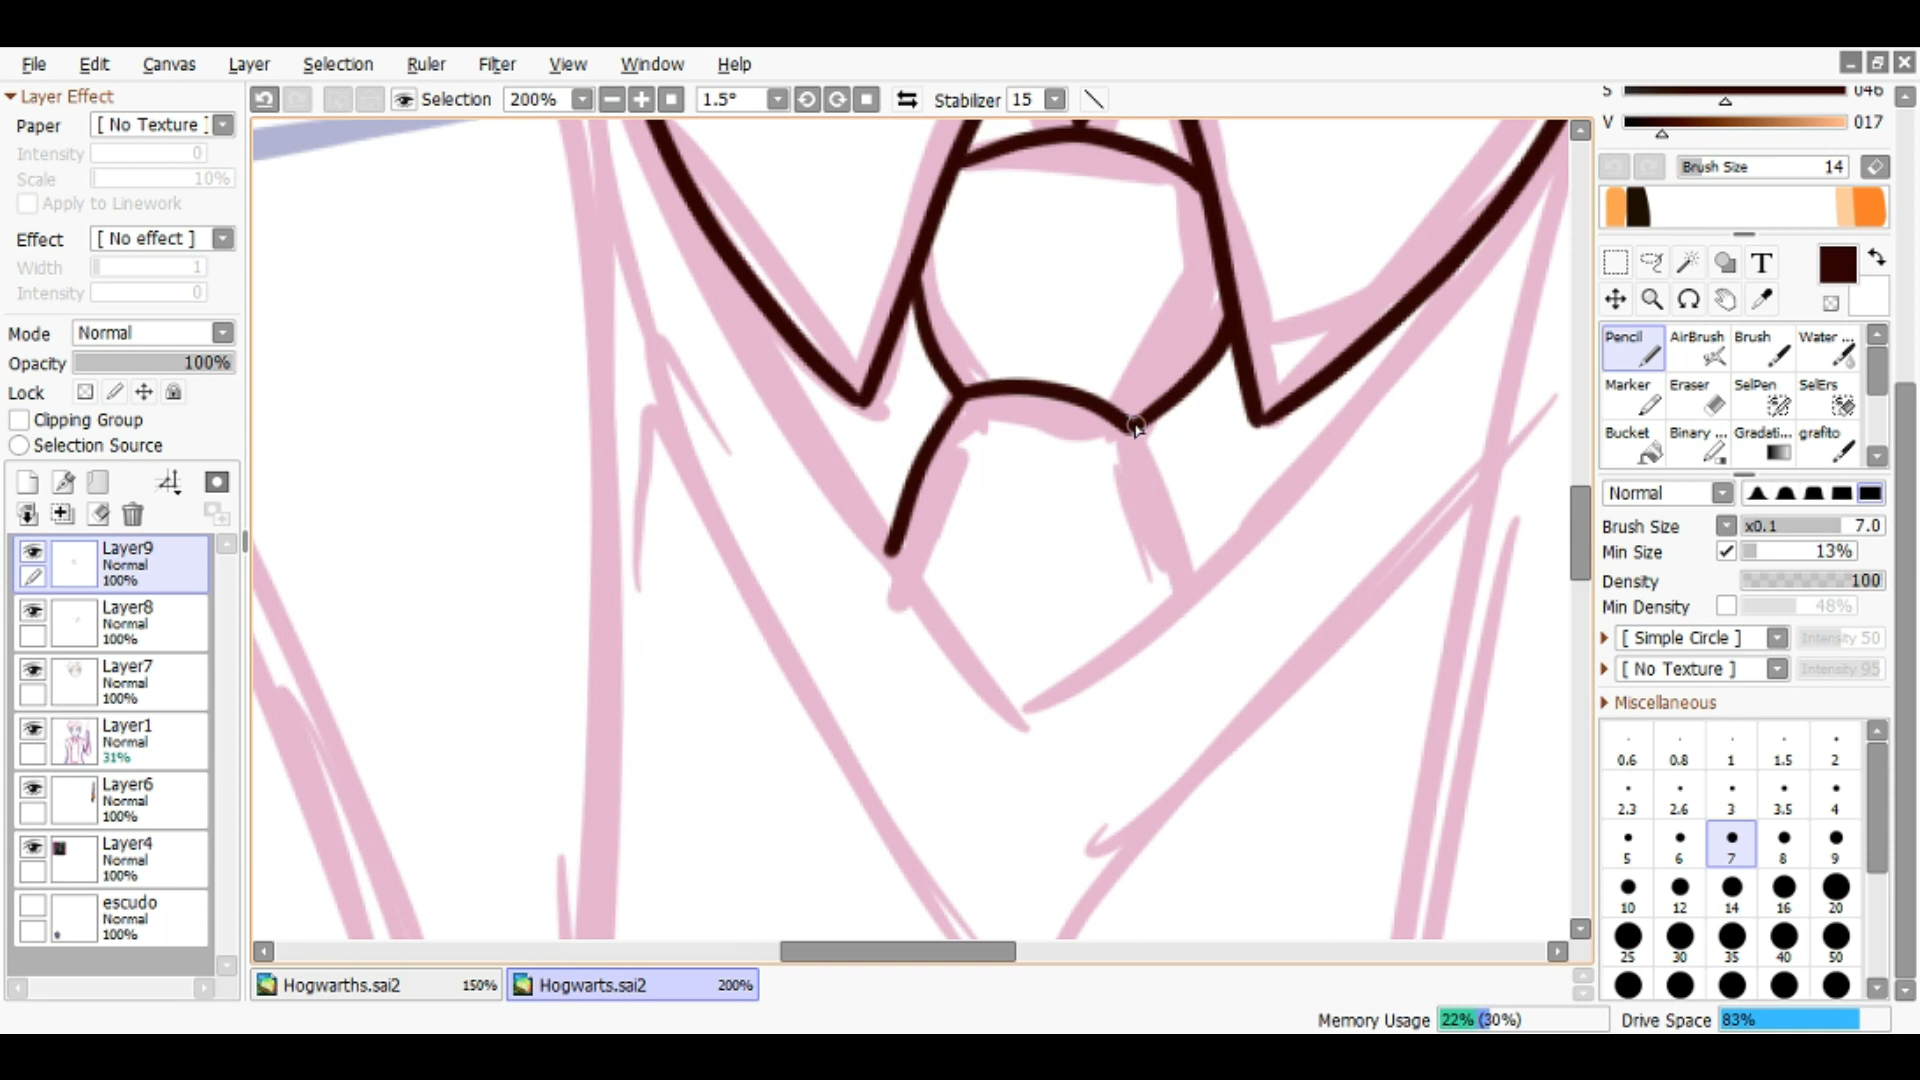 File Edit Canvas Layer Selection Ruler Filter View Window Help
Layer Effect
Paper [ No Texture ]
Intensity 0
Scale 10%
Apply to Linework
Effect [ No effect ]
Width 1
Intensity 0
Mode Normal
Opacity 100%
Lock
Clipping Group
Selection Source
Layer9
Normal
100%
Layer8
Normal
100%
Layer7
Normal
100%
Layer1
Normal
31%
Layer6
Normal
100%
Layer4
Normal
100%
escudo
Normal
100%
Selection 200% 1.5° Stabilizer 15
Hogwarths.sai2 150% Hogwarts.sai2 200%
S 046
V 017
Brush Size 14
T
Pencil AirBrush Brush Water ...
Marker Eraser SelPen SelErs
Bucket Binary ... Gradati... grafito
Normal
Brush Size x0.1 7.0
Min Size 13%
Density 100
Min Density 48%
[ Simple Circle ] Intensity 50
[ No Texture ] Intensity 95
Miscellaneous
0.6 0.8 1 1.5 2
2.3 2.6 3 3.5 4
5 6 7 8 9
10 12 14 16 20
25 30 35 40 50
Memory Usage 22% (30%) Drive Space 83%